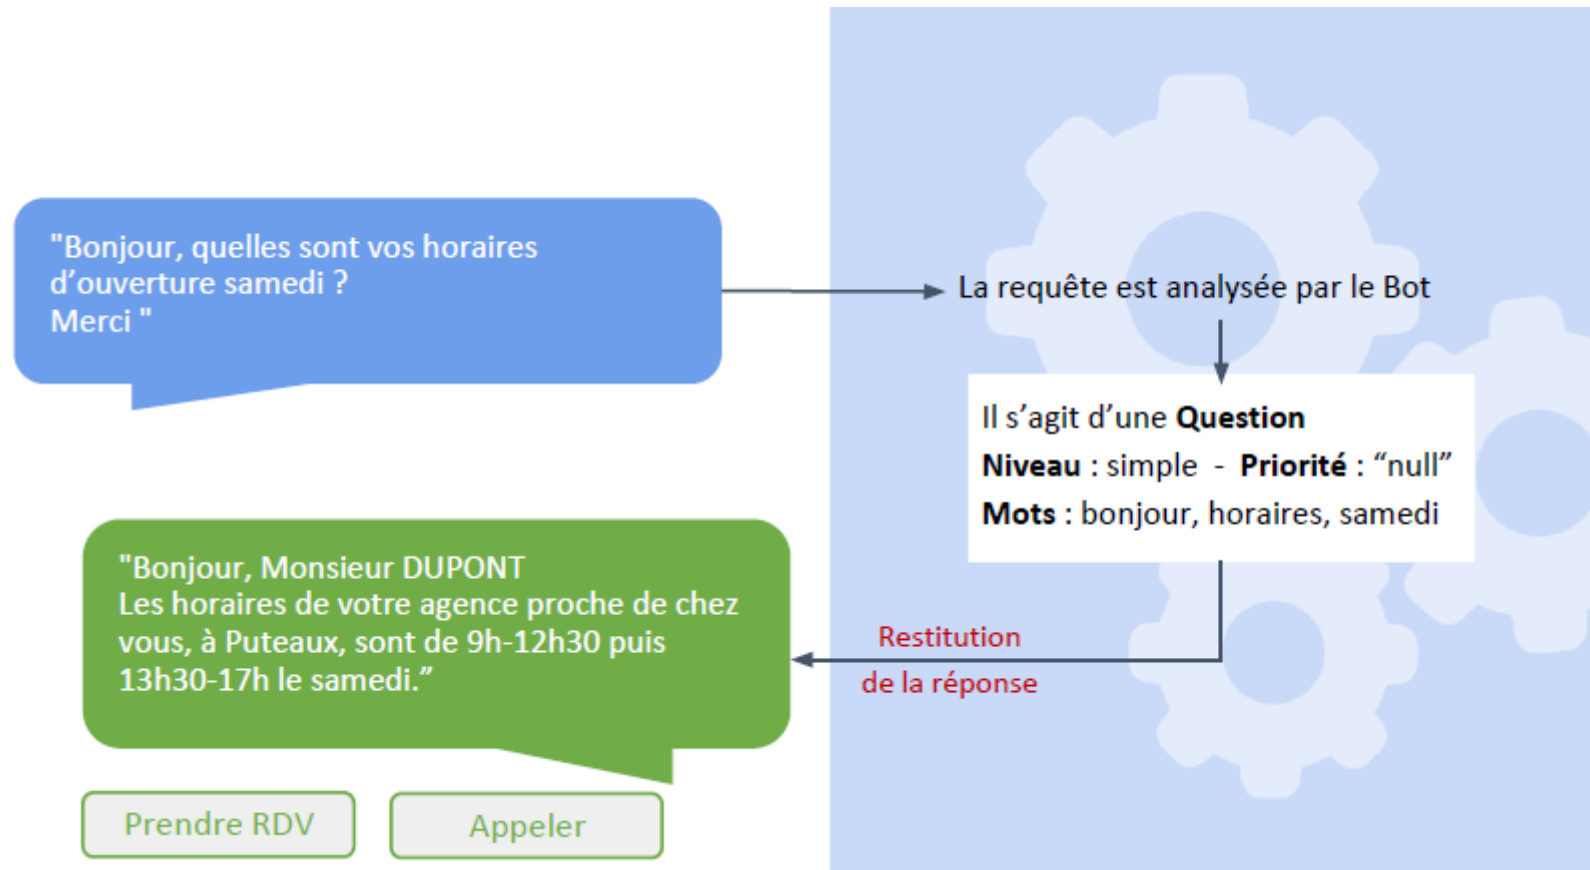 "Bonjour, quelles sont vos horaires
d’ouverture samedi ?
Merci "
La requête est analysée par le Bot
Il s’agit d’une Question
Niveau : simple - Priorité : “null”
Mots : bonjour, horaires, samedi
Restitution
de la réponse
"Bonjour, Monsieur DUPONT
Les horaires de votre agence proche de chez
vous, à Puteaux, sont de 9h-12h30 puis
13h30-17h le samedi.”
Prendre RDV
Appeler